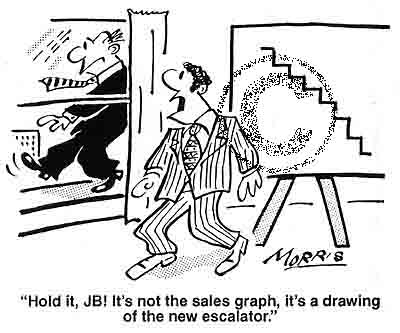 MORRIS
"Hold it, JB! It's not the sales graph, it's a drawing
of the new escalator."